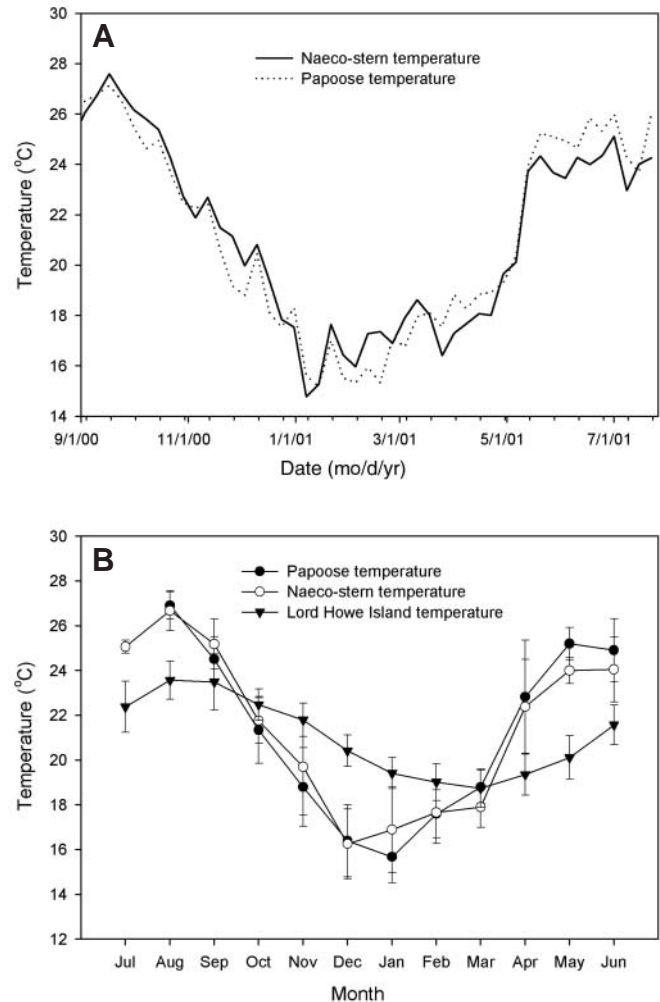 A
Naeco-stern temperature
Papoose temperature
30
28
26
24
22
20
18
16
14
Temperature (°C)
9/1/00 11/1/00 1/1/01 3/1/01 5/1/01 7/1/01
Date (mo/d/yr)
B
Papoose temperature
Naeco-stern temperature
Lord Howe Island temperature
30
28
26
24
22
20
18
16
14
12
Temperature (°C)
Jul Aug Sep Oct Nov Dec Jan Feb Mar Apr May Jun
Month